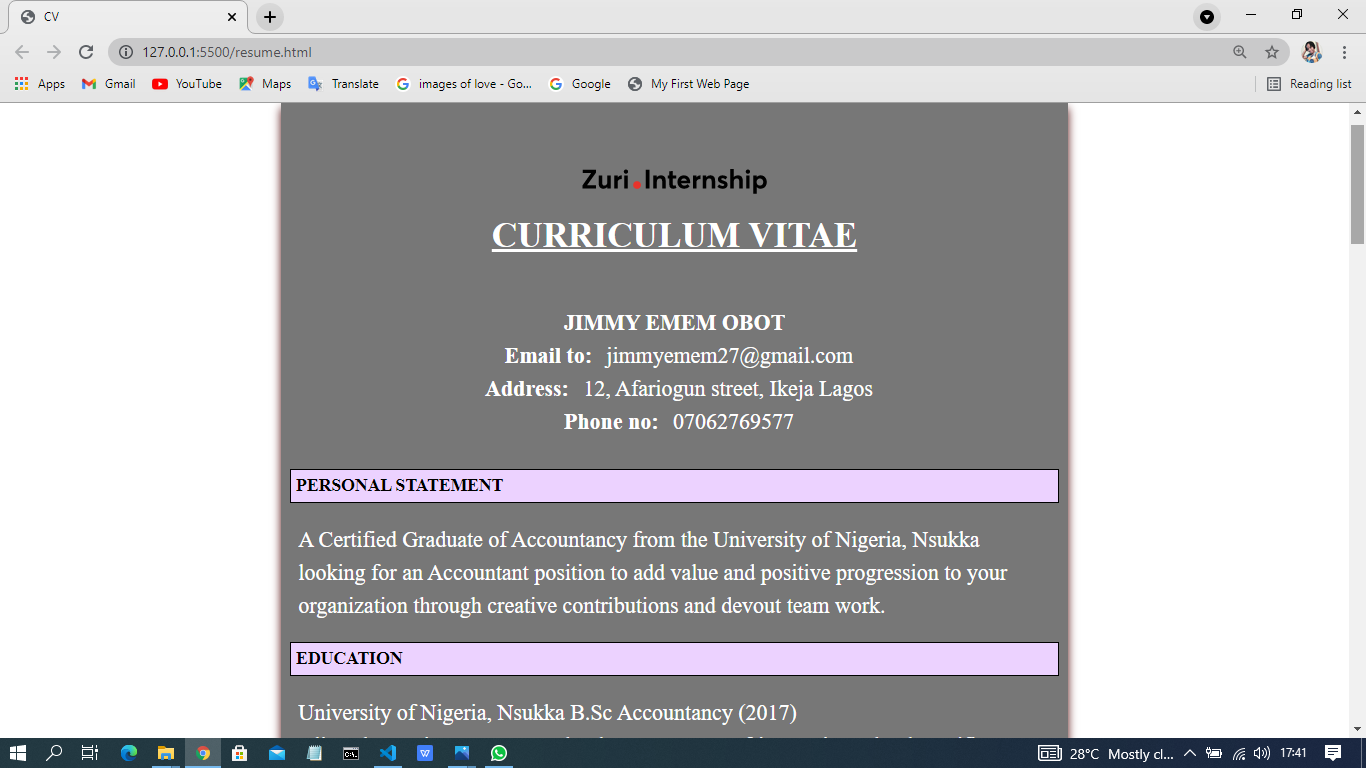 CV
127.0.0.1:5500/resume.html
Apps Gmail YouTube Maps Translate images of love - Go... Google My First Web Page Reading list
Zuri.Internship
CURRICULUM VITAE
JIMMY EMEM OBOT
Email to: jimmyemem27@gmail.com
Address: 12, Afariogun street, Ikeja Lagos
Phone no: 07062769577
PERSONAL STATEMENT
A Certified Graduate of Accountancy from the University of Nigeria, Nsukka
looking for an Accountant position to add value and positive progression to your
organization through creative contributions and devout team work.
EDUCATION
University of Nigeria, Nsukka B.Sc Accountancy (2017)
28°C Mostly cl... 17:41